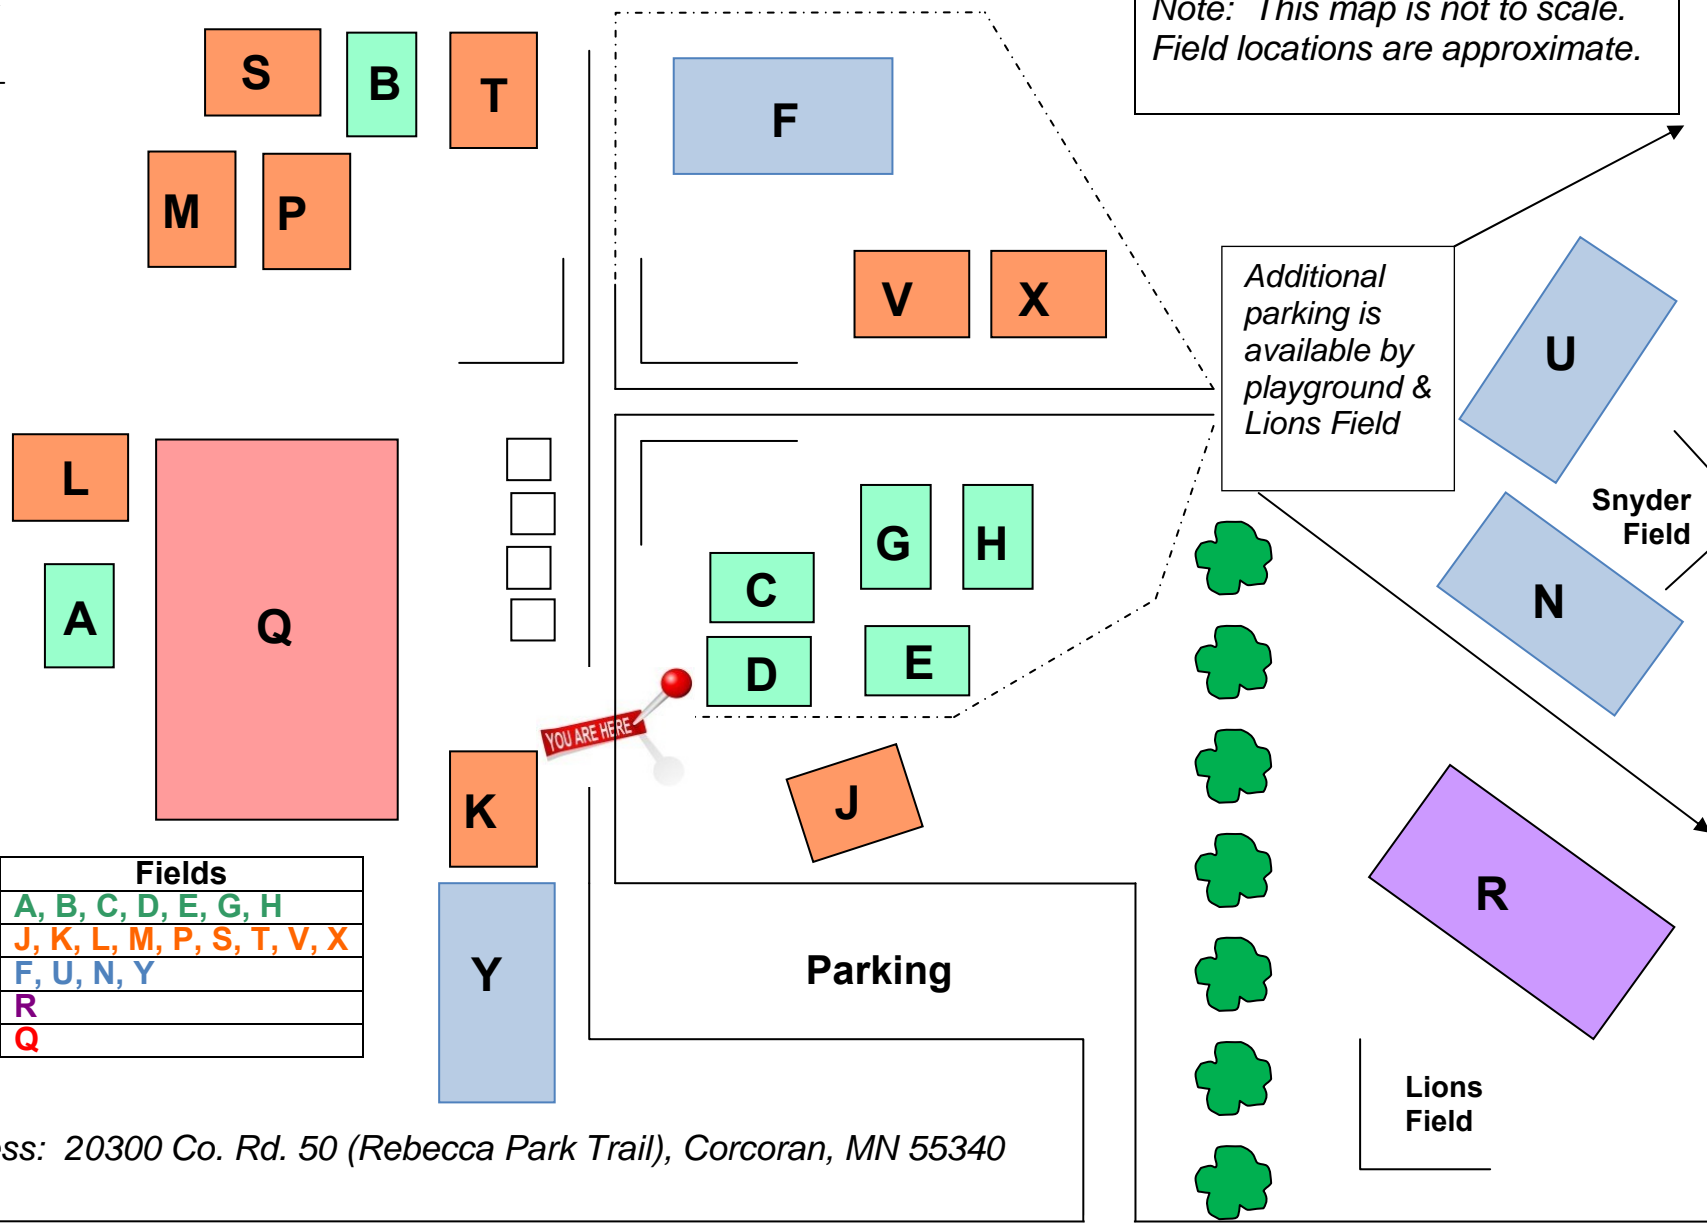 Note: This map is not to scale.
Field locations are approximate.
S
B
T
F
M
P
V
X
Additional
parking is
available by
playground &
Lions Field
U
L
Q
A
G
H
C
D
E
Snyder
Field
N
YOU ARE HERE
K
J
R
Fields
A, B, C, D, E, G, H
J, K, L, M, P, S, T, V, X
F, U, N, Y
R
Q
Y
Parking
Lions
Field
ess: 20300 Co. Rd. 50 (Rebecca Park Trail), Corcoran, MN 55340